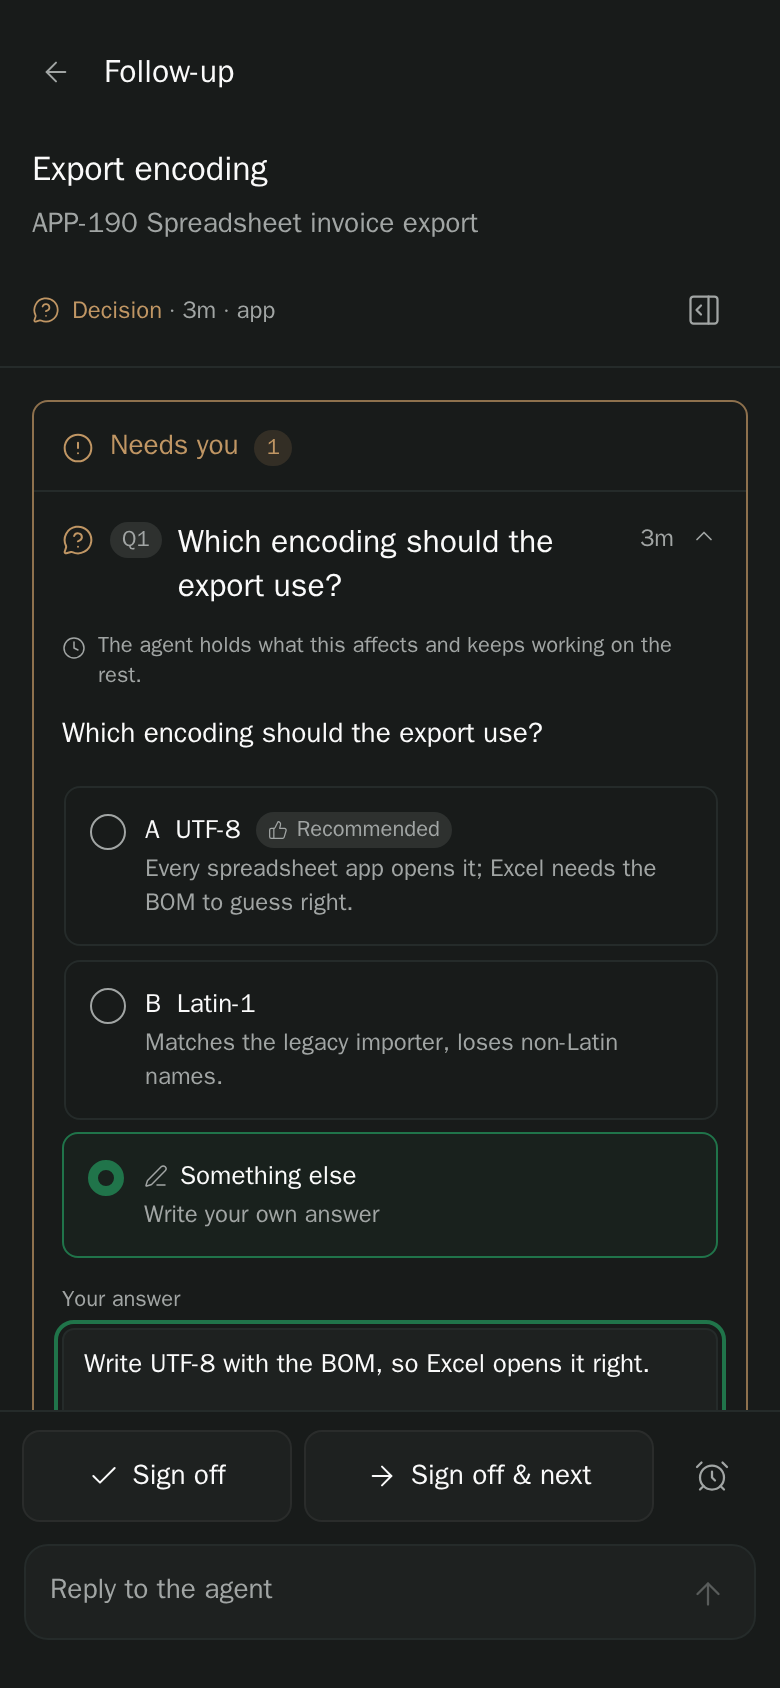 Follow-up
Export encoding
APP-190 Spreadsheet invoice export
Decision · 3m · app
Needs you 1
Q1 Which encoding should the 3m
export use?
The agent holds what this affects and keeps working on the
rest.
Which encoding should the export use?
A UTF-8 Recommended
Every spreadsheet app opens it; Excel needs the
BOM to guess right.
B Latin-1
Matches the legacy importer, loses non-Latin
names.
Something else
Write your own answer
Your answer
Write UTF-8 with the BOM, so Excel opens it right.
Sign off
Sign off & next
Reply to the agent